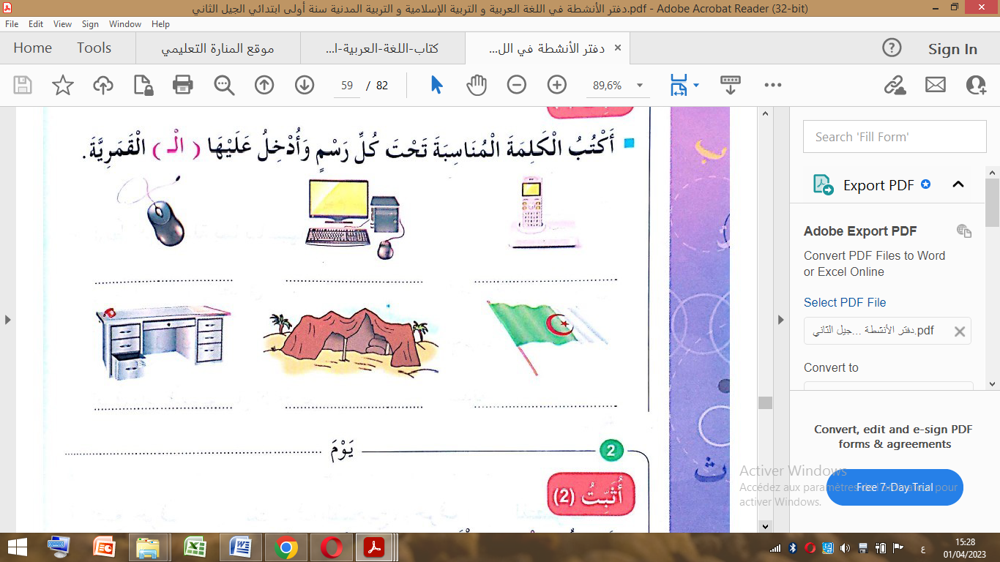 دفتر الأنشطة في اللغة العربية و التربية الإسلامية و التربية المدنية سنة أولى ابتدائي الجيل الثاني.pdf - Adobe Acrobat Reader (32-bit)
File Edit View Sign Window Help
Home Tools
موقع المنارة التعليمي
كتاب-اللغة-العربية-ا...
دفتر الأنشطة في الل...
Sign In
59 / 82
89,6%
أَكْتُبُ الْكَلِمَةَ الْمُنَاسِبَةَ تَحْتَ كُلِّ رَسْمٍ وَأُدْخِلُ عَلَيْهَا ( الْـ ) الْقَمَرِيَّةَ.
ب
2
يَوْمَ
ث
أُثَبِّتُ (2)
Search 'Fill Form'
Export PDF
Adobe Export PDF
Convert PDF Files to Word
or Excel Online
Select PDF File
دفتر الأنشطة ...جيل الثاني.pdf
Convert to
Convert, edit and e-sign PDF
forms & agreements
Free 7-Day Trial
Activer Windows
Accédez aux paramètres de l'ordinateur pour
activer Windows.
ع
15:28
01/04/2023